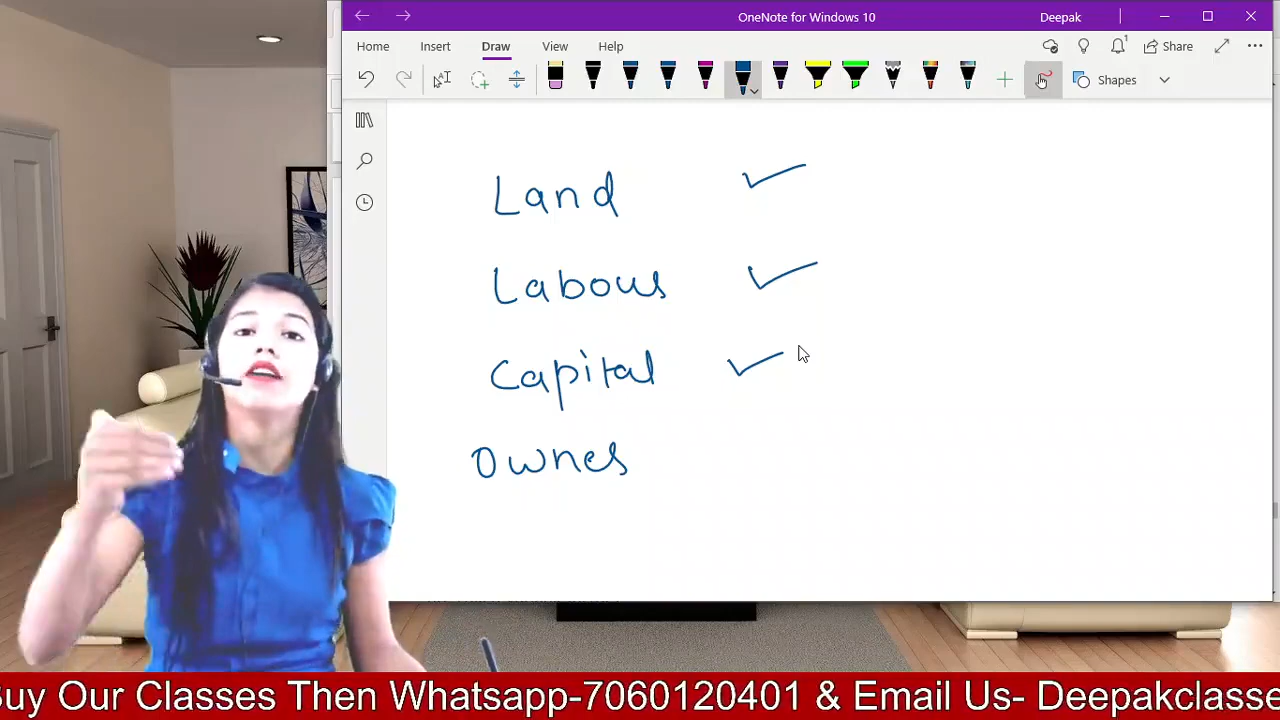 OneNote for Windows 10
Deepak
Home Insert Draw View Help Share
Shapes
Land
Labour
Capital
Owner
Buy Our Classes Then Whatsapp-7060120401 & Email Us- Deepakclasse